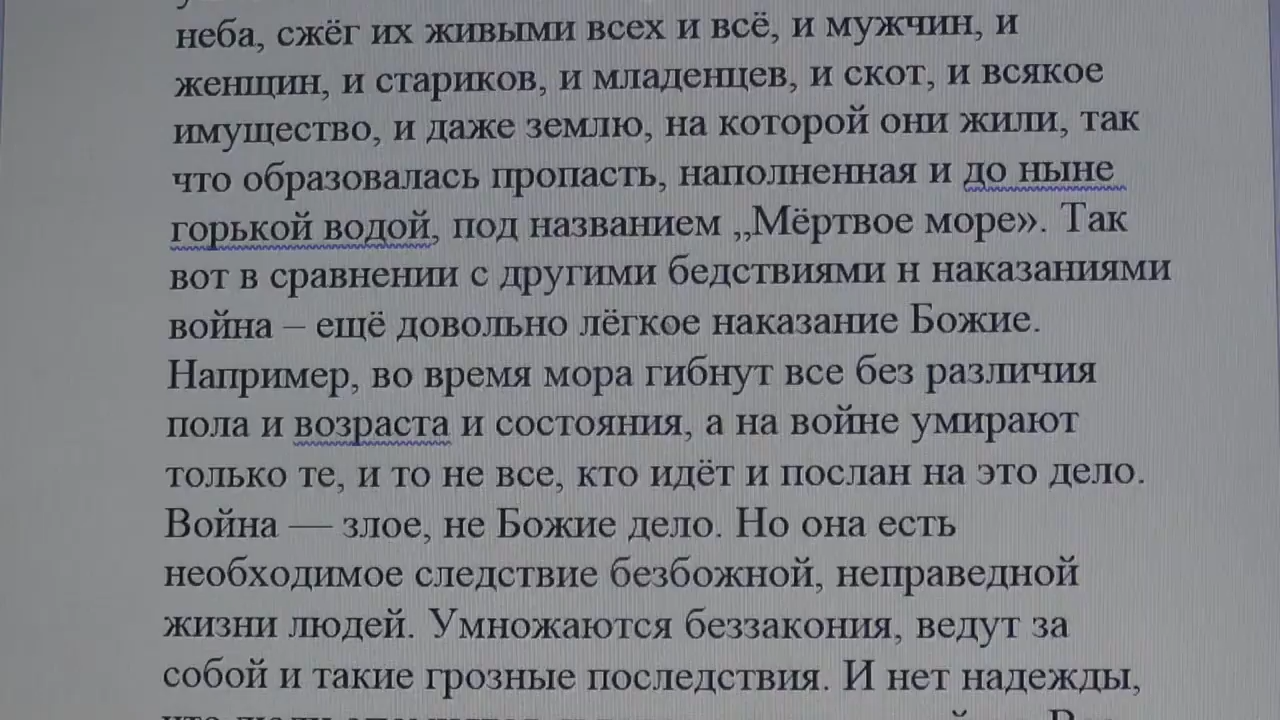 неба, сжёг их живыми всех и всё, и мужчин, и
женщин, и стариков, и младенцев, и скот, и всякое
имущество, и даже землю, на которой они жили, так
что образовалась пропасть, наполненная и до ныне
горькой водой, под названием ,,Мёртвое море». Так
вот в сравнении с другими бедствиями н наказаниями
война – ещё довольно лёгкое наказание Божие.
Например, во время мора гибнут все без различия
пола и возраста и состояния, а на войне умирают
только те, и то не все, кто идёт и послан на это дело.
Война — злое, не Божие дело. Но она есть
необходимое следствие безбожной, неправедной
жизни людей. Умножаются беззакония, ведут за
собой и такие грозные последствия. И нет надежды,